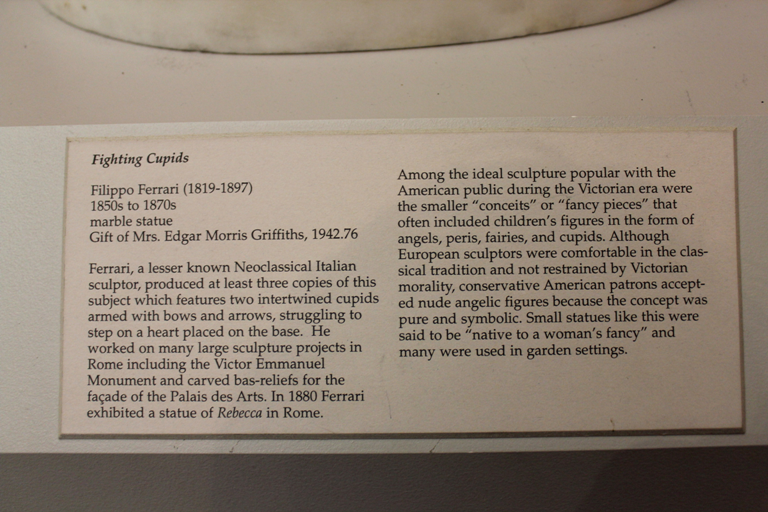 Fighting Cupids
Filippo Ferrari (1819-1897)
1850s to 1870s
marble statue
Gift of Mrs. Edgar Morris Griffiths, 1942.76
Ferrari, a lesser known Neoclassical Italian
sculptor, produced at least three copies of this
subject which features two intertwined cupids
armed with bows and arrows, struggling to
step on a heart placed on the base.  He
worked on many large sculpture projects in
Rome including the Victor Emmanuel
Monument and carved bas-reliefs for the
façade of the Palais des Arts. In 1880 Ferrari
exhibited a statue of Rebecca in Rome.
Among the ideal sculpture popular with the
American public during the Victorian era were
the smaller “conceits” or “fancy pieces” that
often included children’s figures in the form of
angels, peris, fairies, and cupids. Although
European sculptors were comfortable in the clas-
sical tradition and not restrained by Victorian
morality, conservative American patrons accept-
ed nude angelic figures because the concept was
pure and symbolic. Small statues like this were
said to be “native to a woman’s fancy” and
many were used in garden settings.